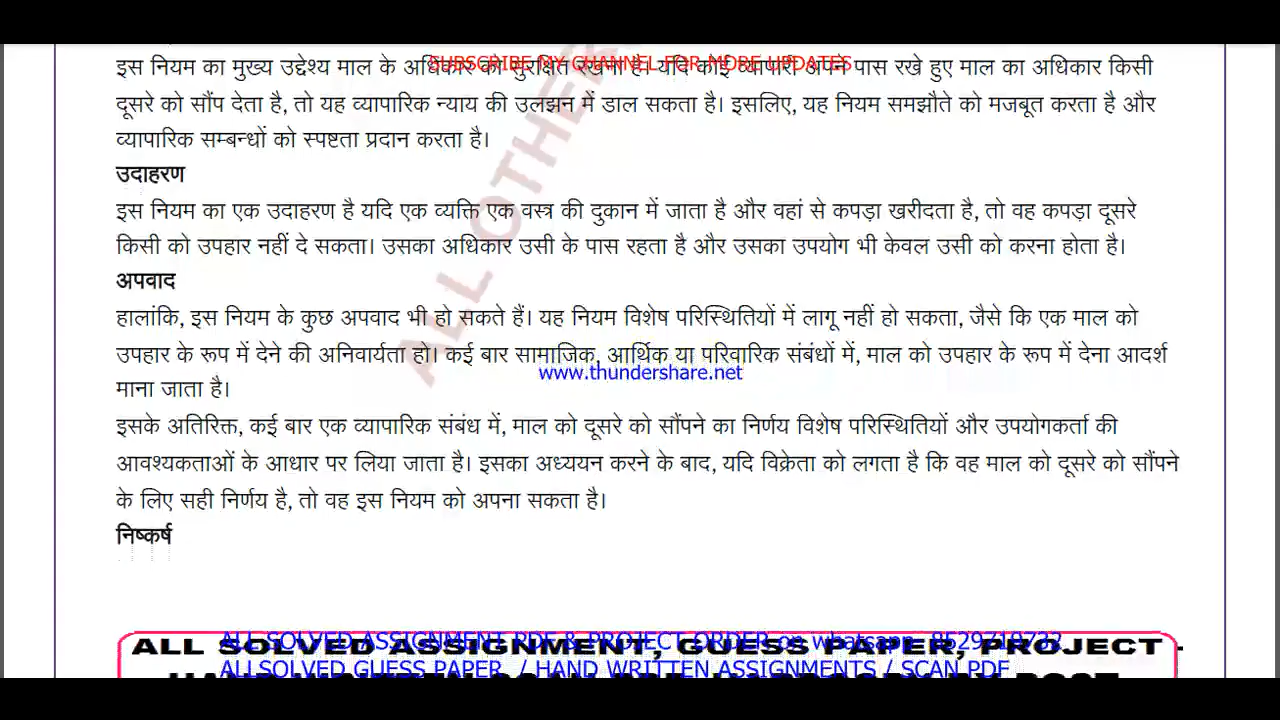 SUBSCRIBE MY CHANNEL FOR MORE UPDATES
इस नियम का मुख्य उद्देश्य माल के अधिकार को सुरक्षित रखना है। यदि कोई व्यापारी अपने पास रखे हुए माल का अधिकार किसी
दूसरे को सौंप देता है, तो यह व्यापारिक न्याय की उलझन में डाल सकता है। इसलिए, यह नियम समझौते को मजबूत करता है और
व्यापारिक सम्बन्धों को स्पष्टता प्रदान करता है।
उदाहरण
इस नियम का एक उदाहरण है यदि एक व्यक्ति एक वस्त्र की दुकान में जाता है और वहां से कपड़ा खरीदता है, तो वह कपड़ा दूसरे
किसी को उपहार नहीं दे सकता। उसका अधिकार उसी के पास रहता है और उसका उपयोग भी केवल उसी को करना होता है।
अपवाद
हालांकि, इस नियम के कुछ अपवाद भी हो सकते हैं। यह नियम विशेष परिस्थितियों में लागू नहीं हो सकता, जैसे कि एक माल को
उपहार के रूप में देने की अनिवार्यता हो। कई बार सामाजिक, आर्थिक या परिवारिक संबंधों में, माल को उपहार के रूप में देना आदर्श
www.thundershare.net
माना जाता है।
इसके अतिरिक्त, कई बार एक व्यापारिक संबंध में, माल को दूसरे को सौंपने का निर्णय विशेष परिस्थितियों और उपयोगकर्ता की
आवश्यकताओं के आधार पर लिया जाता है। इसका अध्ययन करने के बाद, यदि विक्रेता को लगता है कि वह माल को दूसरे को सौंपने
के लिए सही निर्णय है, तो वह इस नियम को अपना सकता है।
निष्कर्ष
ALL OTHER
ALL SOLVED ASSIGNMENT PDF & PROJECT ORDER on whatsapp
ALL SOLVED ASSIGNMENT, GUESS PAPER, PROJECT
ALLSOLVED GUESS PAPER / HAND WRITTEN ASSIGNMENTS / SCAN PDF